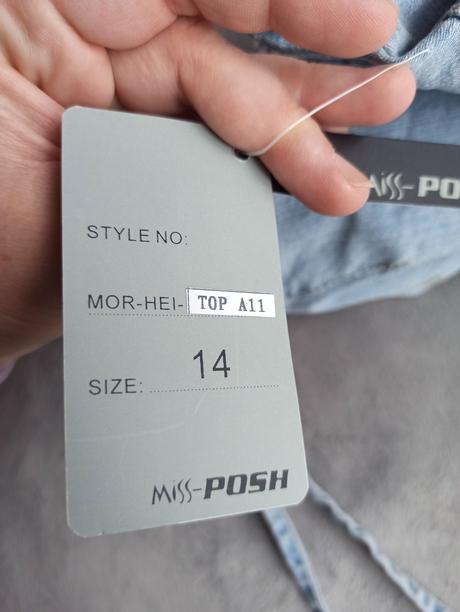 STYLE NO:
MOR-HEI- TOP A11
SIZE: 14
Miss-POSH
Miss-PO